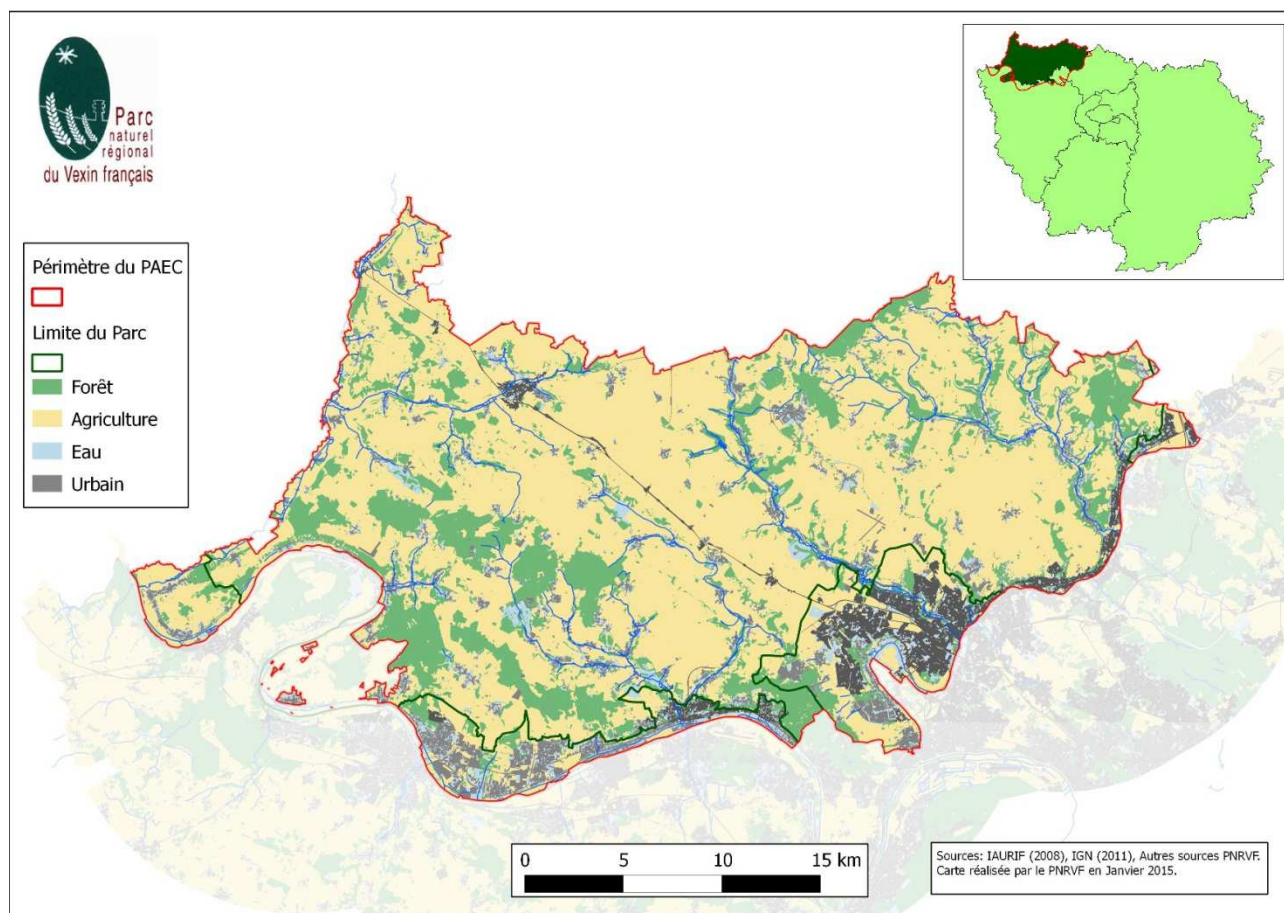 Parc
naturel
régional
du Vexin français
Périmètre du PAEC
Limite du Parc
Forêt
Agriculture
Eau
Urbain
0 5 10 15 km
Sources: IAURIF (2008), IGN (2011), Autres sources PNRVF.
Carte réalisée par le PNRVF en Janvier 2015.